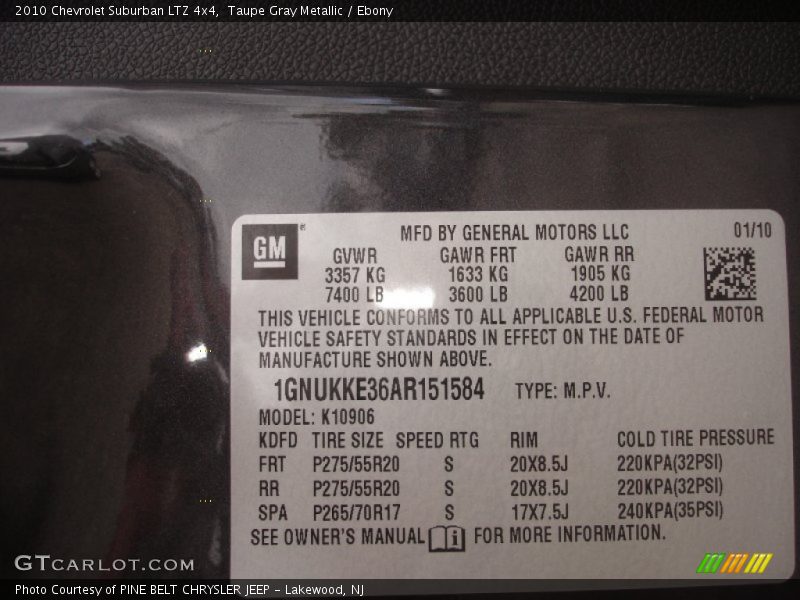 2010 Chevrolet Suburban LTZ 4x4, Taupe Gray Metallic / Ebony
GM ® MFD BY GENERAL MOTORS LLC 01/10
GVWR GAWR FRT GAWR RR
3357 KG 1633 KG 1905 KG
7400 LB 3600 LB 4200 LB
THIS VEHICLE CONFORMS TO ALL APPLICABLE U.S. FEDERAL MOTOR
VEHICLE SAFETY STANDARDS IN EFFECT ON THE DATE OF
MANUFACTURE SHOWN ABOVE.
1GNUKKE36AR151584 TYPE: M.P.V.
MODEL: K10906
KDFD TIRE SIZE SPEED RTG RIM COLD TIRE PRESSURE
FRT P275/55R20 S 20X8.5J 220KPA(32PSI)
RR P275/55R20 S 20X8.5J 220KPA(32PSI)
SPA P265/70R17 S 17X7.5J 240KPA(35PSI)
SEE OWNER'S MANUAL i FOR MORE INFORMATION.
GTCARLOT.COM
Photo Courtesy of PINE BELT CHRYSLER JEEP - Lakewood, NJ